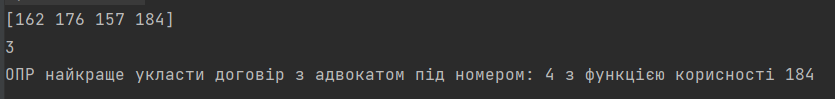 [162 176 157 184]
3
ОПР найкраще укласти договір з адвокатом під номером: 4 з функцією корисності 184